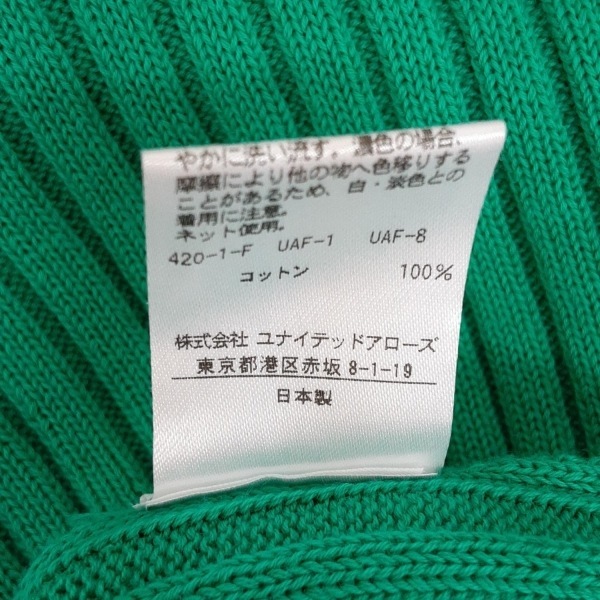 やかに洗い流す。濃色の場合、
摩擦により他の物へ色移りする
ことがあるため、白・淡色との
着用に注意。
ネット使用。
420-1-F UAF-1 UAF-8
コットン 100%
株式会社 ユナイテッドアローズ
東京都港区赤坂 8-1-19
日本製